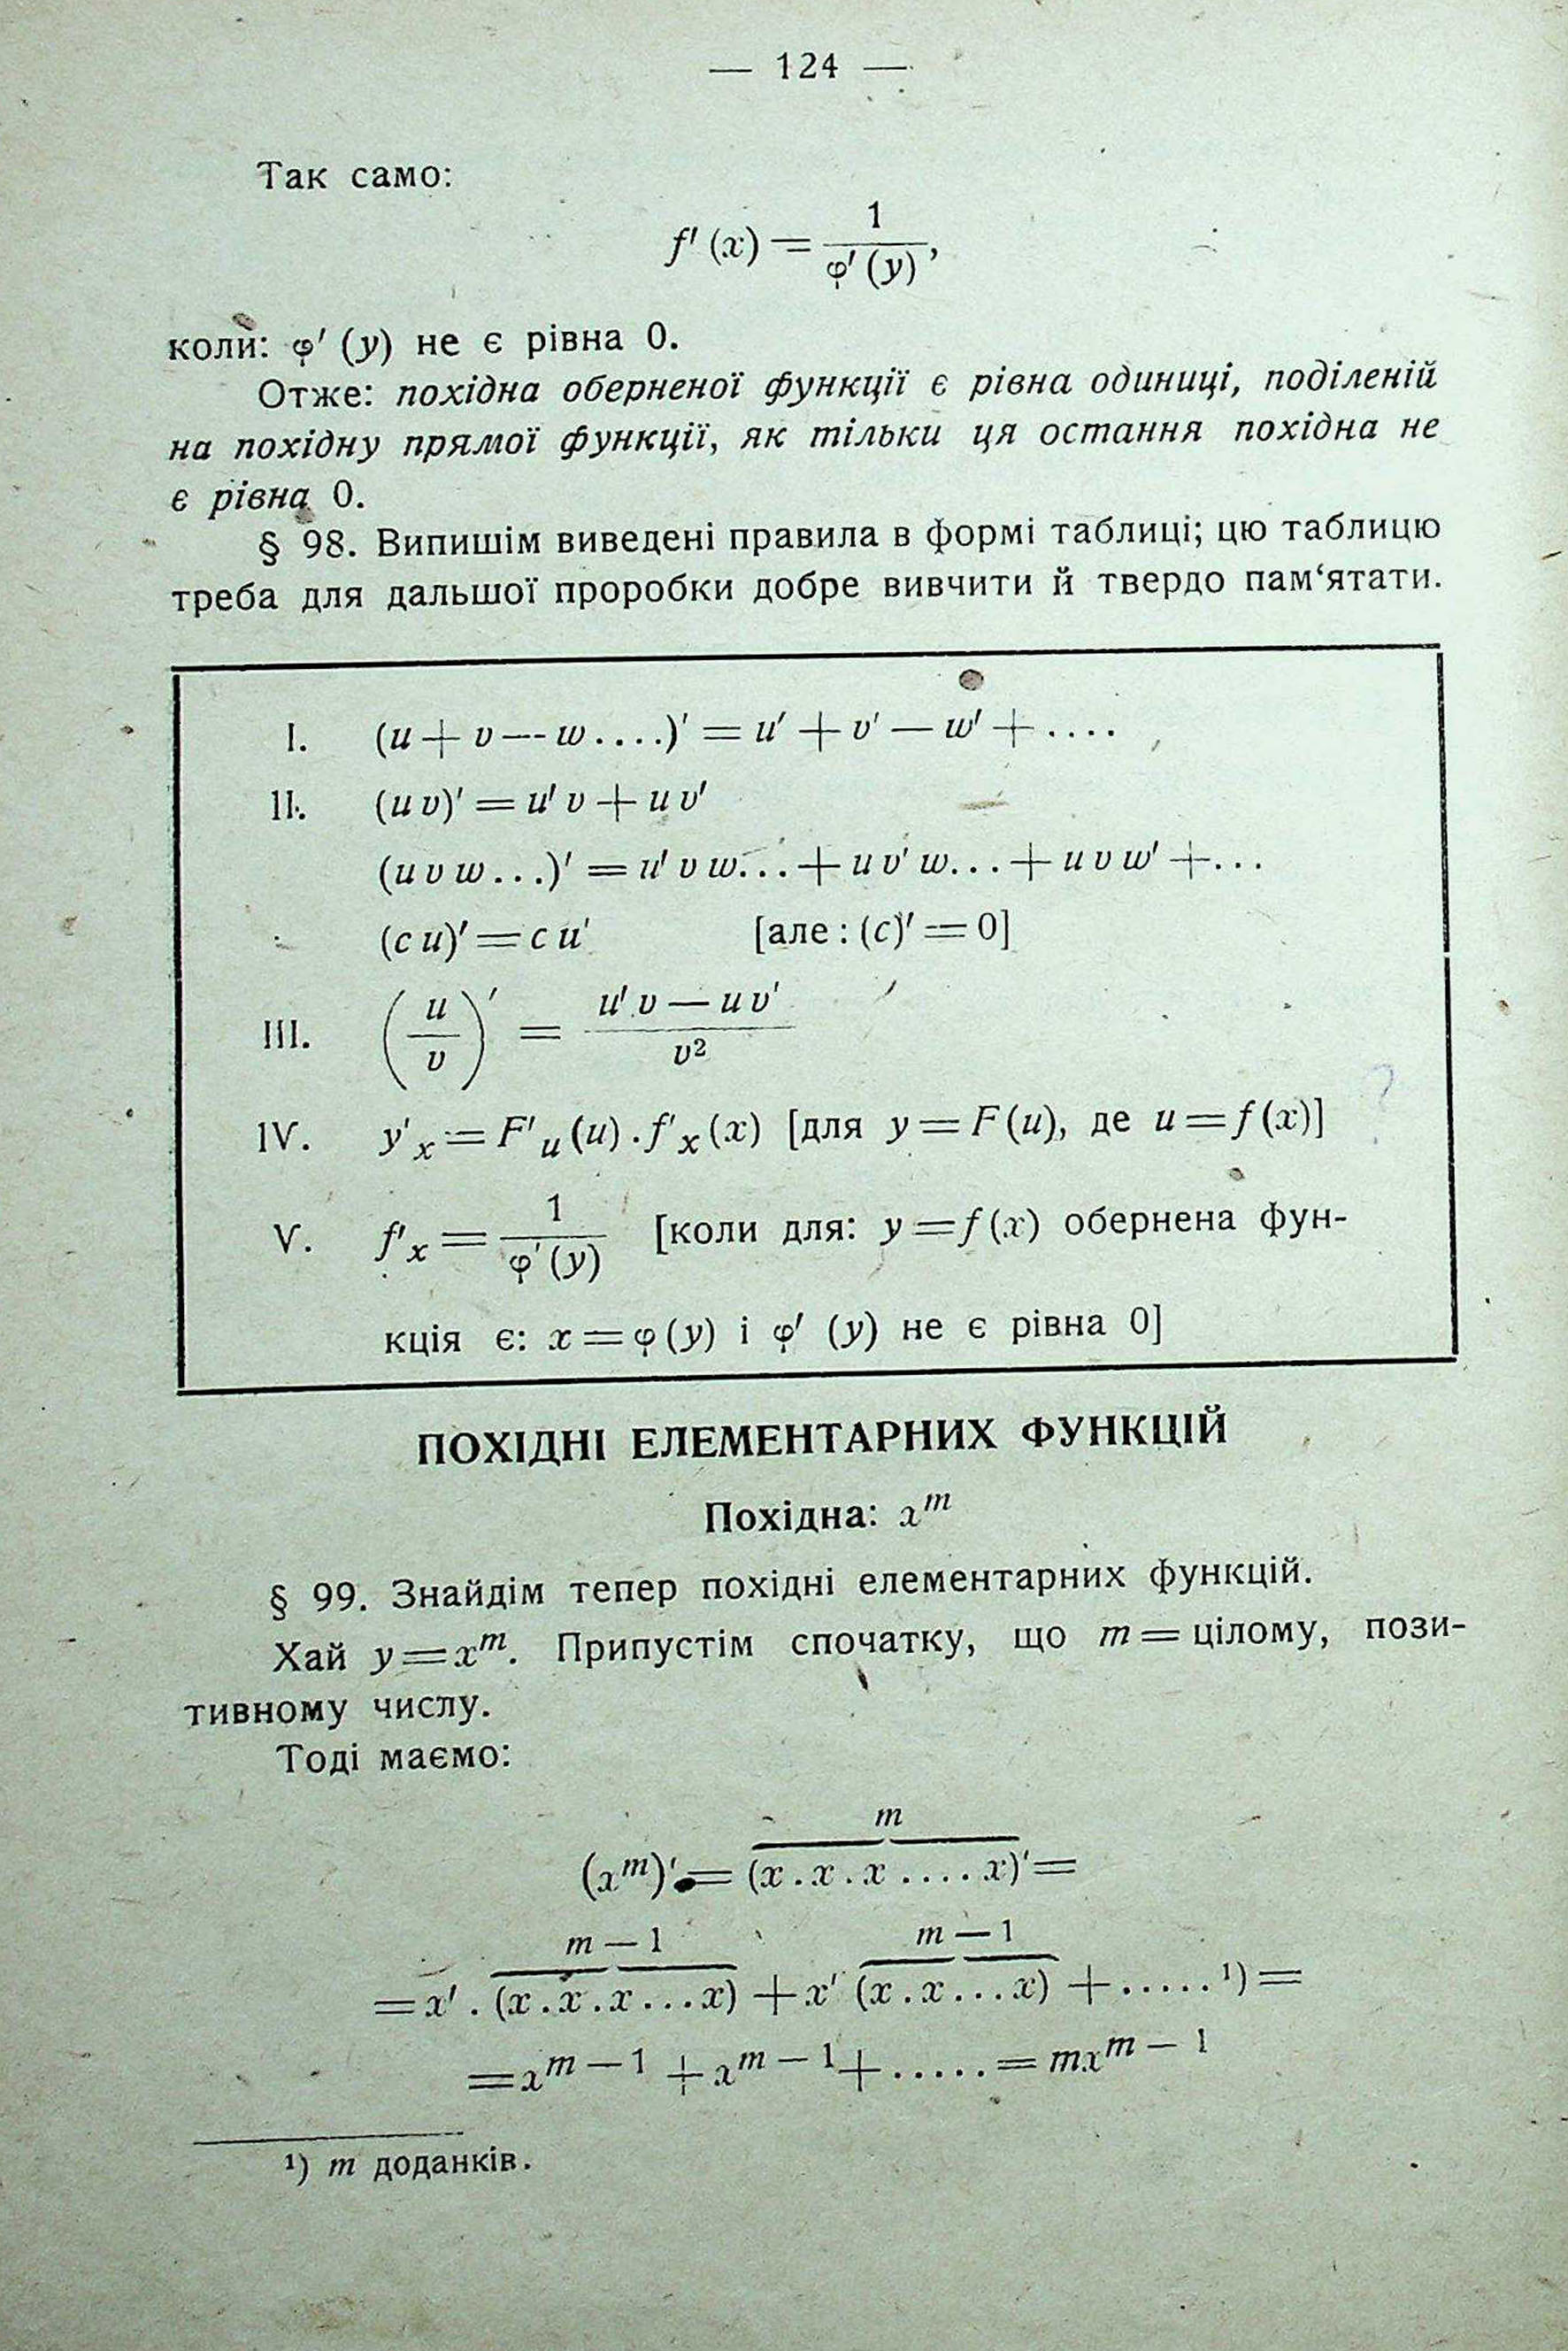 — 124 —
Так само:
f′ (x) = 1 / φ′ (y),
коли: φ′ (y) не є рівна 0.
Отже: похідна оберненої функції є рівна одиниці, поділеній
на похідну прямої функції, як тільки ця остання похідна не
є рівна 0.
§ 98. Випишім виведені правила в формі таблиці; цю таблицю
треба для дальшої проробки добре вивчити й твердо пам‘ятати.
I. (u + v — w . . . .)′ = u′ + v′ — w′ + . . . .
II. (u v)′ = u′ v + u v′
(u v w . . .)′ = u′ v w. . . + u v′ w. . . + u v w′ + . . .
(c u)′ = c u′ [але : (c)′ = 0]
III. (u / v)′ = (u′ v — u v′) / v²
IV. y′ₓ = F′ᵤ (u) . f′ₓ (x) [для y = F (u), де u = f (x)]
V. f′ₓ = 1 / φ′ (y) [коли для: y = f (x) обернена фун-
кція є: x = φ (y) і φ′ (y) не є рівна 0]
ПОХІДНІ ЕЛЕМЕНТАРНИХ ФУНКЦІЙ
Похідна: xᵐ
§ 99. Знайдім тепер похідні елементарних функцій.
Хай y = xᵐ. Припустім спочатку, що m = цілому, пози-
тивному числу.
Тоді маємо:
m
(xᵐ)′ = (x . x . x . . . . x)′ =
m — 1 m — 1
= x′ . (x . x . x . . . x) + x′ (x . x . . . x) + . . . . . ¹) =
= xᵐ ⁻ ¹ + xᵐ ⁻ ¹ + . . . . . = mxᵐ ⁻ ¹
¹) m доданків.